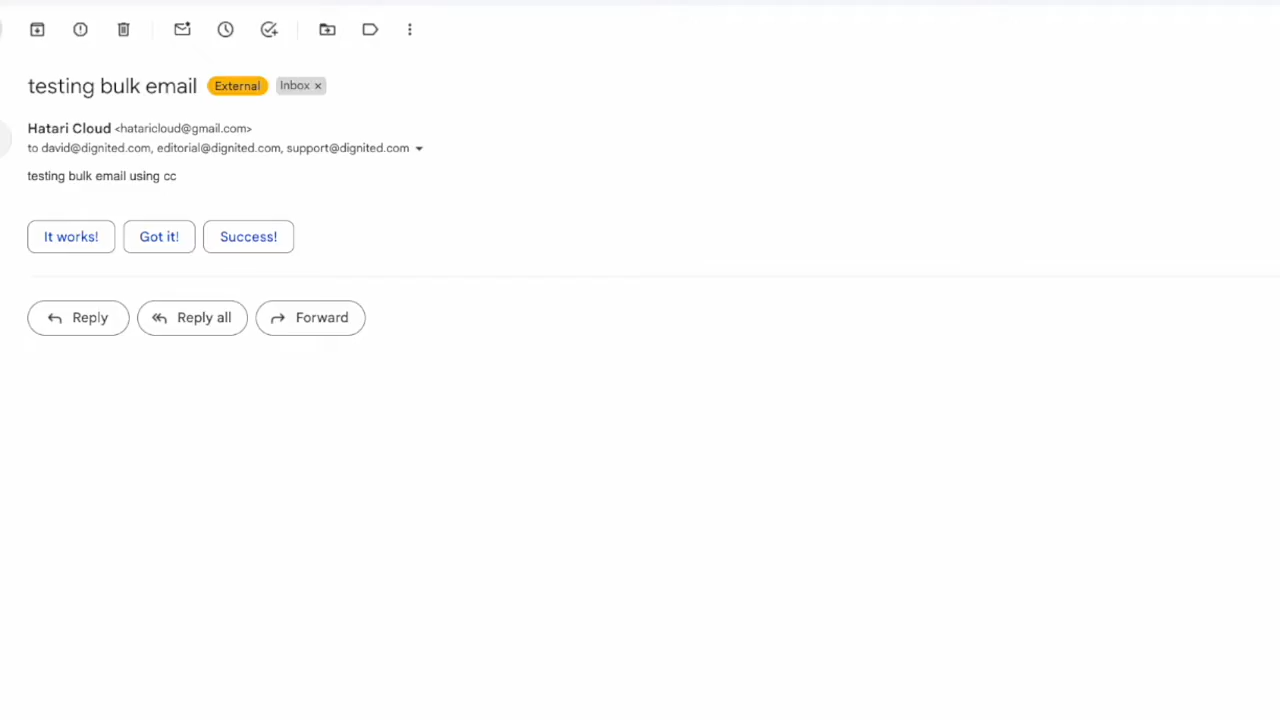 testing bulk email External Inbox ×
Hatari Cloud <hataricloud@gmail.com>
to david@dignited.com, editorial@dignited.com, support@dignited.com
testing bulk email using cc
It works! Got it! Success!
Reply Reply all Forward